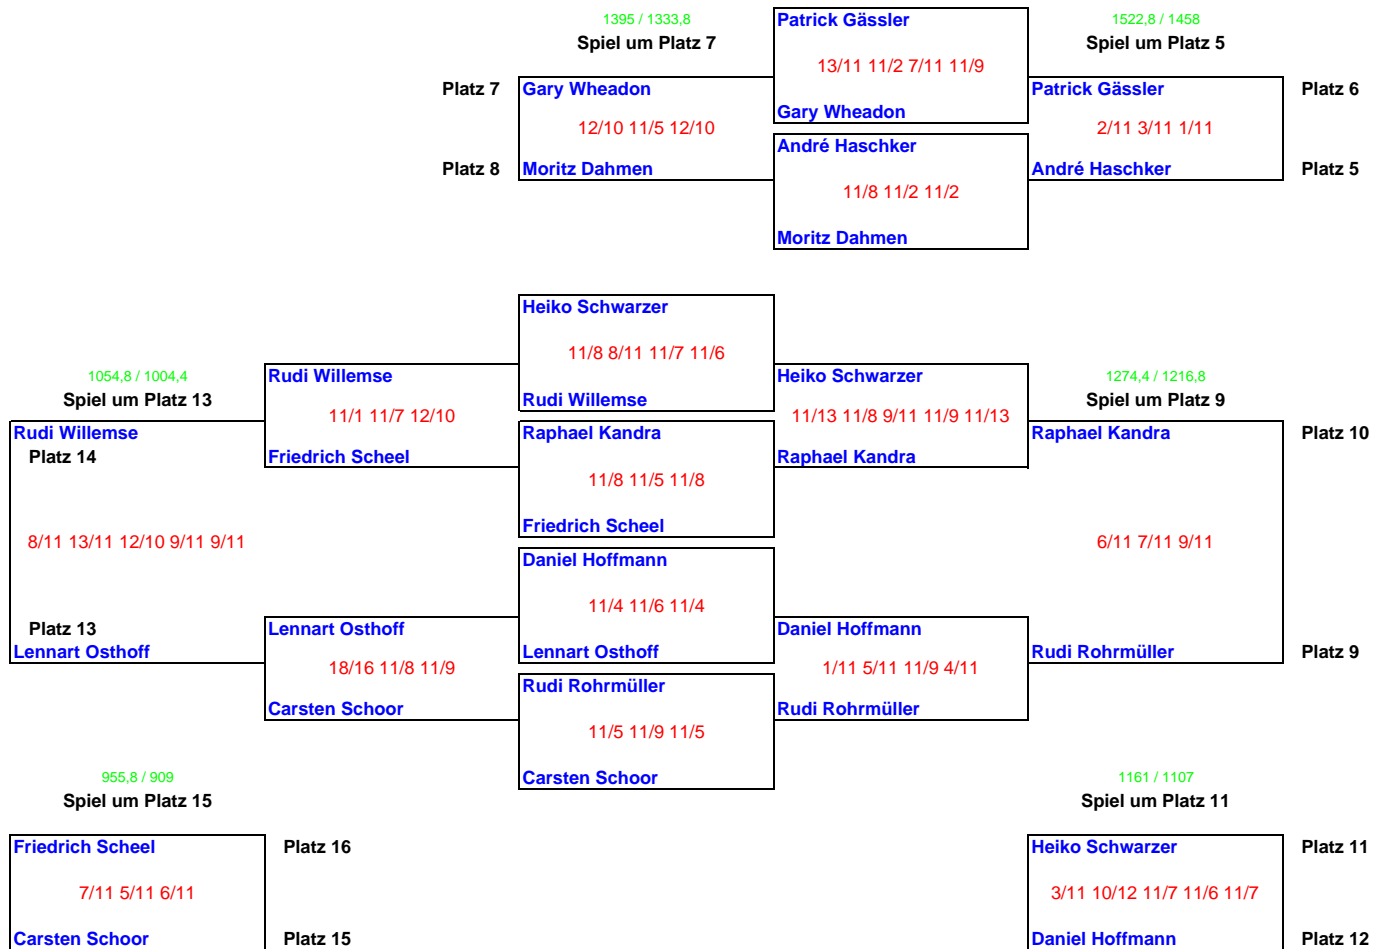 1395 / 1333,8
Patrick Gässler
1522,8 / 1458
Spiel um Platz 7
Spiel um Platz 5
13/11 11/2 7/11 11/9
Platz 7
Gary Wheadon
Patrick Gässler
Platz 6
Gary Wheadon
12/10 11/5 12/10
2/11 3/11 1/11
André Haschker
Platz 8
Moritz Dahmen
André Haschker
Platz 5
11/8 11/2 11/2
Moritz Dahmen
Heiko Schwarzer
11/8 8/11 11/7 11/6
1054,8 / 1004,4
Rudi Willemse
Heiko Schwarzer
1274,4 / 1216,8
Spiel um Platz 13
Rudi Willemse
Spiel um Platz 9
11/1 11/7 12/10
11/13 11/8 9/11 11/9 11/13
Rudi Willemse
Raphael Kandra
Raphael Kandra
Platz 10
Platz 14
Friedrich Scheel
Raphael Kandra
11/8 11/5 11/8
Friedrich Scheel
8/11 13/11 12/10 9/11 9/11
6/11 7/11 9/11
Daniel Hoffmann
11/4 11/6 11/4
Platz 13
Lennart Osthoff
Daniel Hoffmann
Lennart Osthoff
Lennart Osthoff
Rudi Rohrmüller
Platz 9
18/16 11/8 11/9
1/11 5/11 11/9 4/11
Rudi Rohrmüller
Carsten Schoor
Rudi Rohrmüller
11/5 11/9 11/5
Carsten Schoor
955,8 / 909
1161 / 1107
Spiel um Platz 15
Spiel um Platz 11
Friedrich Scheel
Platz 16
Heiko Schwarzer
Platz 11
7/11 5/11 6/11
3/11 10/12 11/7 11/6 11/7
Carsten Schoor
Platz 15
Daniel Hoffmann
Platz 12